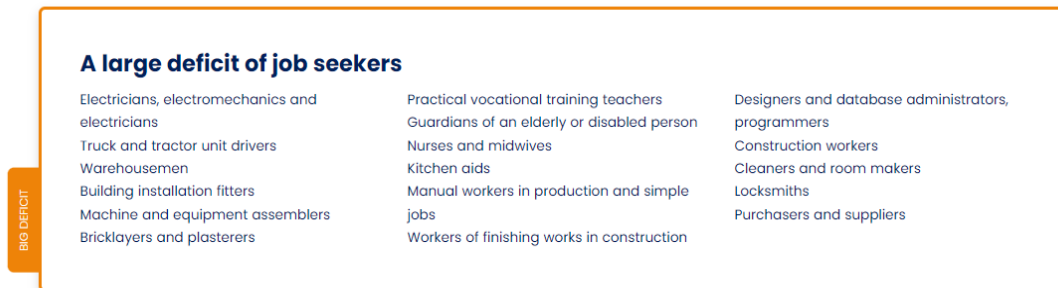 A large deficit of job seekers
Electricians, electromechanics and
electricians
Truck and tractor unit drivers
Warehousemen
Building installation fitters
Machine and equipment assemblers
Bricklayers and plasterers
Practical vocational training teachers
Guardians of an elderly or disabled person
Nurses and midwives
Kitchen aids
Manual workers in production and simple
jobs
Workers of finishing works in construction
Designers and database administrators,
programmers
Construction workers
Cleaners and room makers
Locksmiths
Purchasers and suppliers
BIG DEFICIT